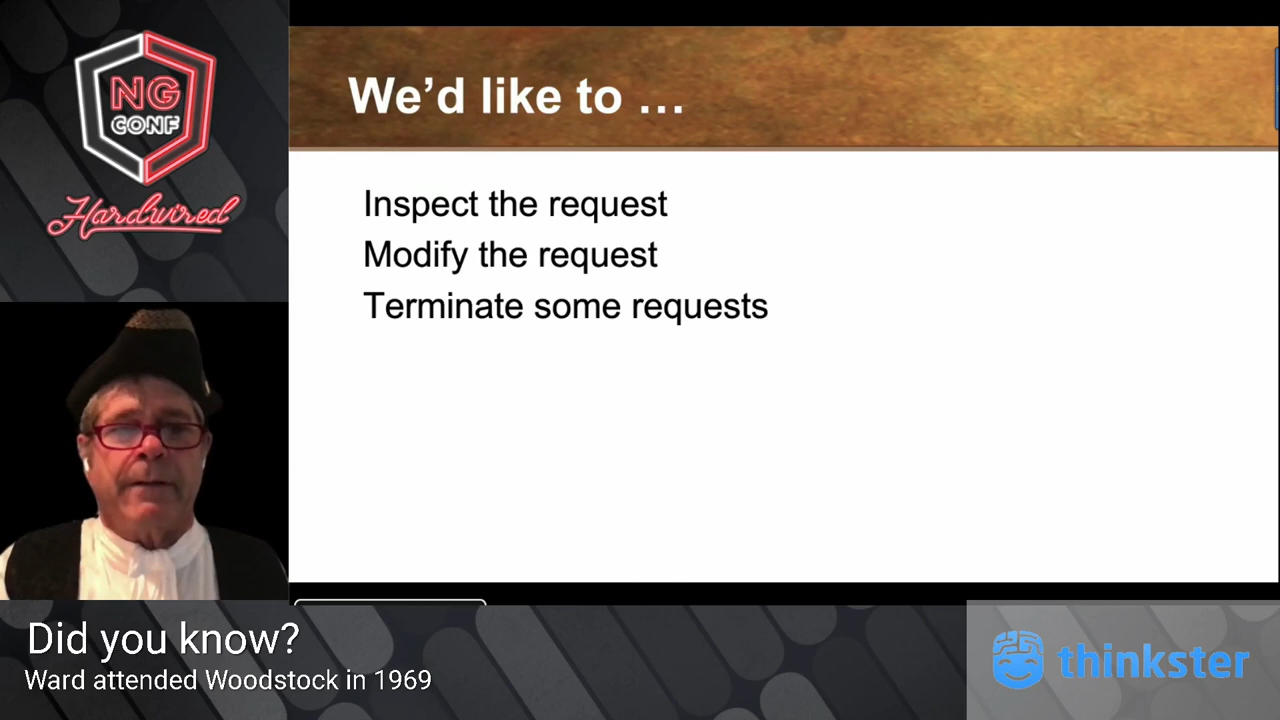 NG
CONF
Hardwired
We’d like to …
Inspect the request
Modify the request
Terminate some requests
Did you know?
Ward attended Woodstock in 1969
thinkster